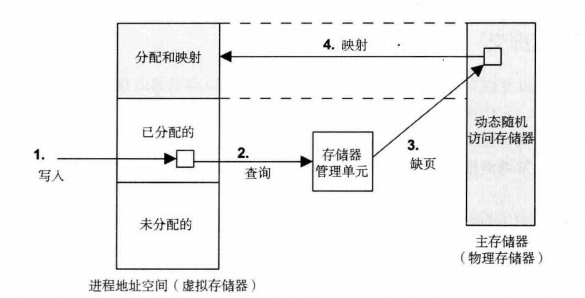 分配和映射
4. 映射
已分配的
1.
写入
2.
查询
存储器
管理单元
3.
缺页
动态随机
访问存储器
未分配的
主存储器
（物理存储器）
进程地址空间（虚拟存储器）